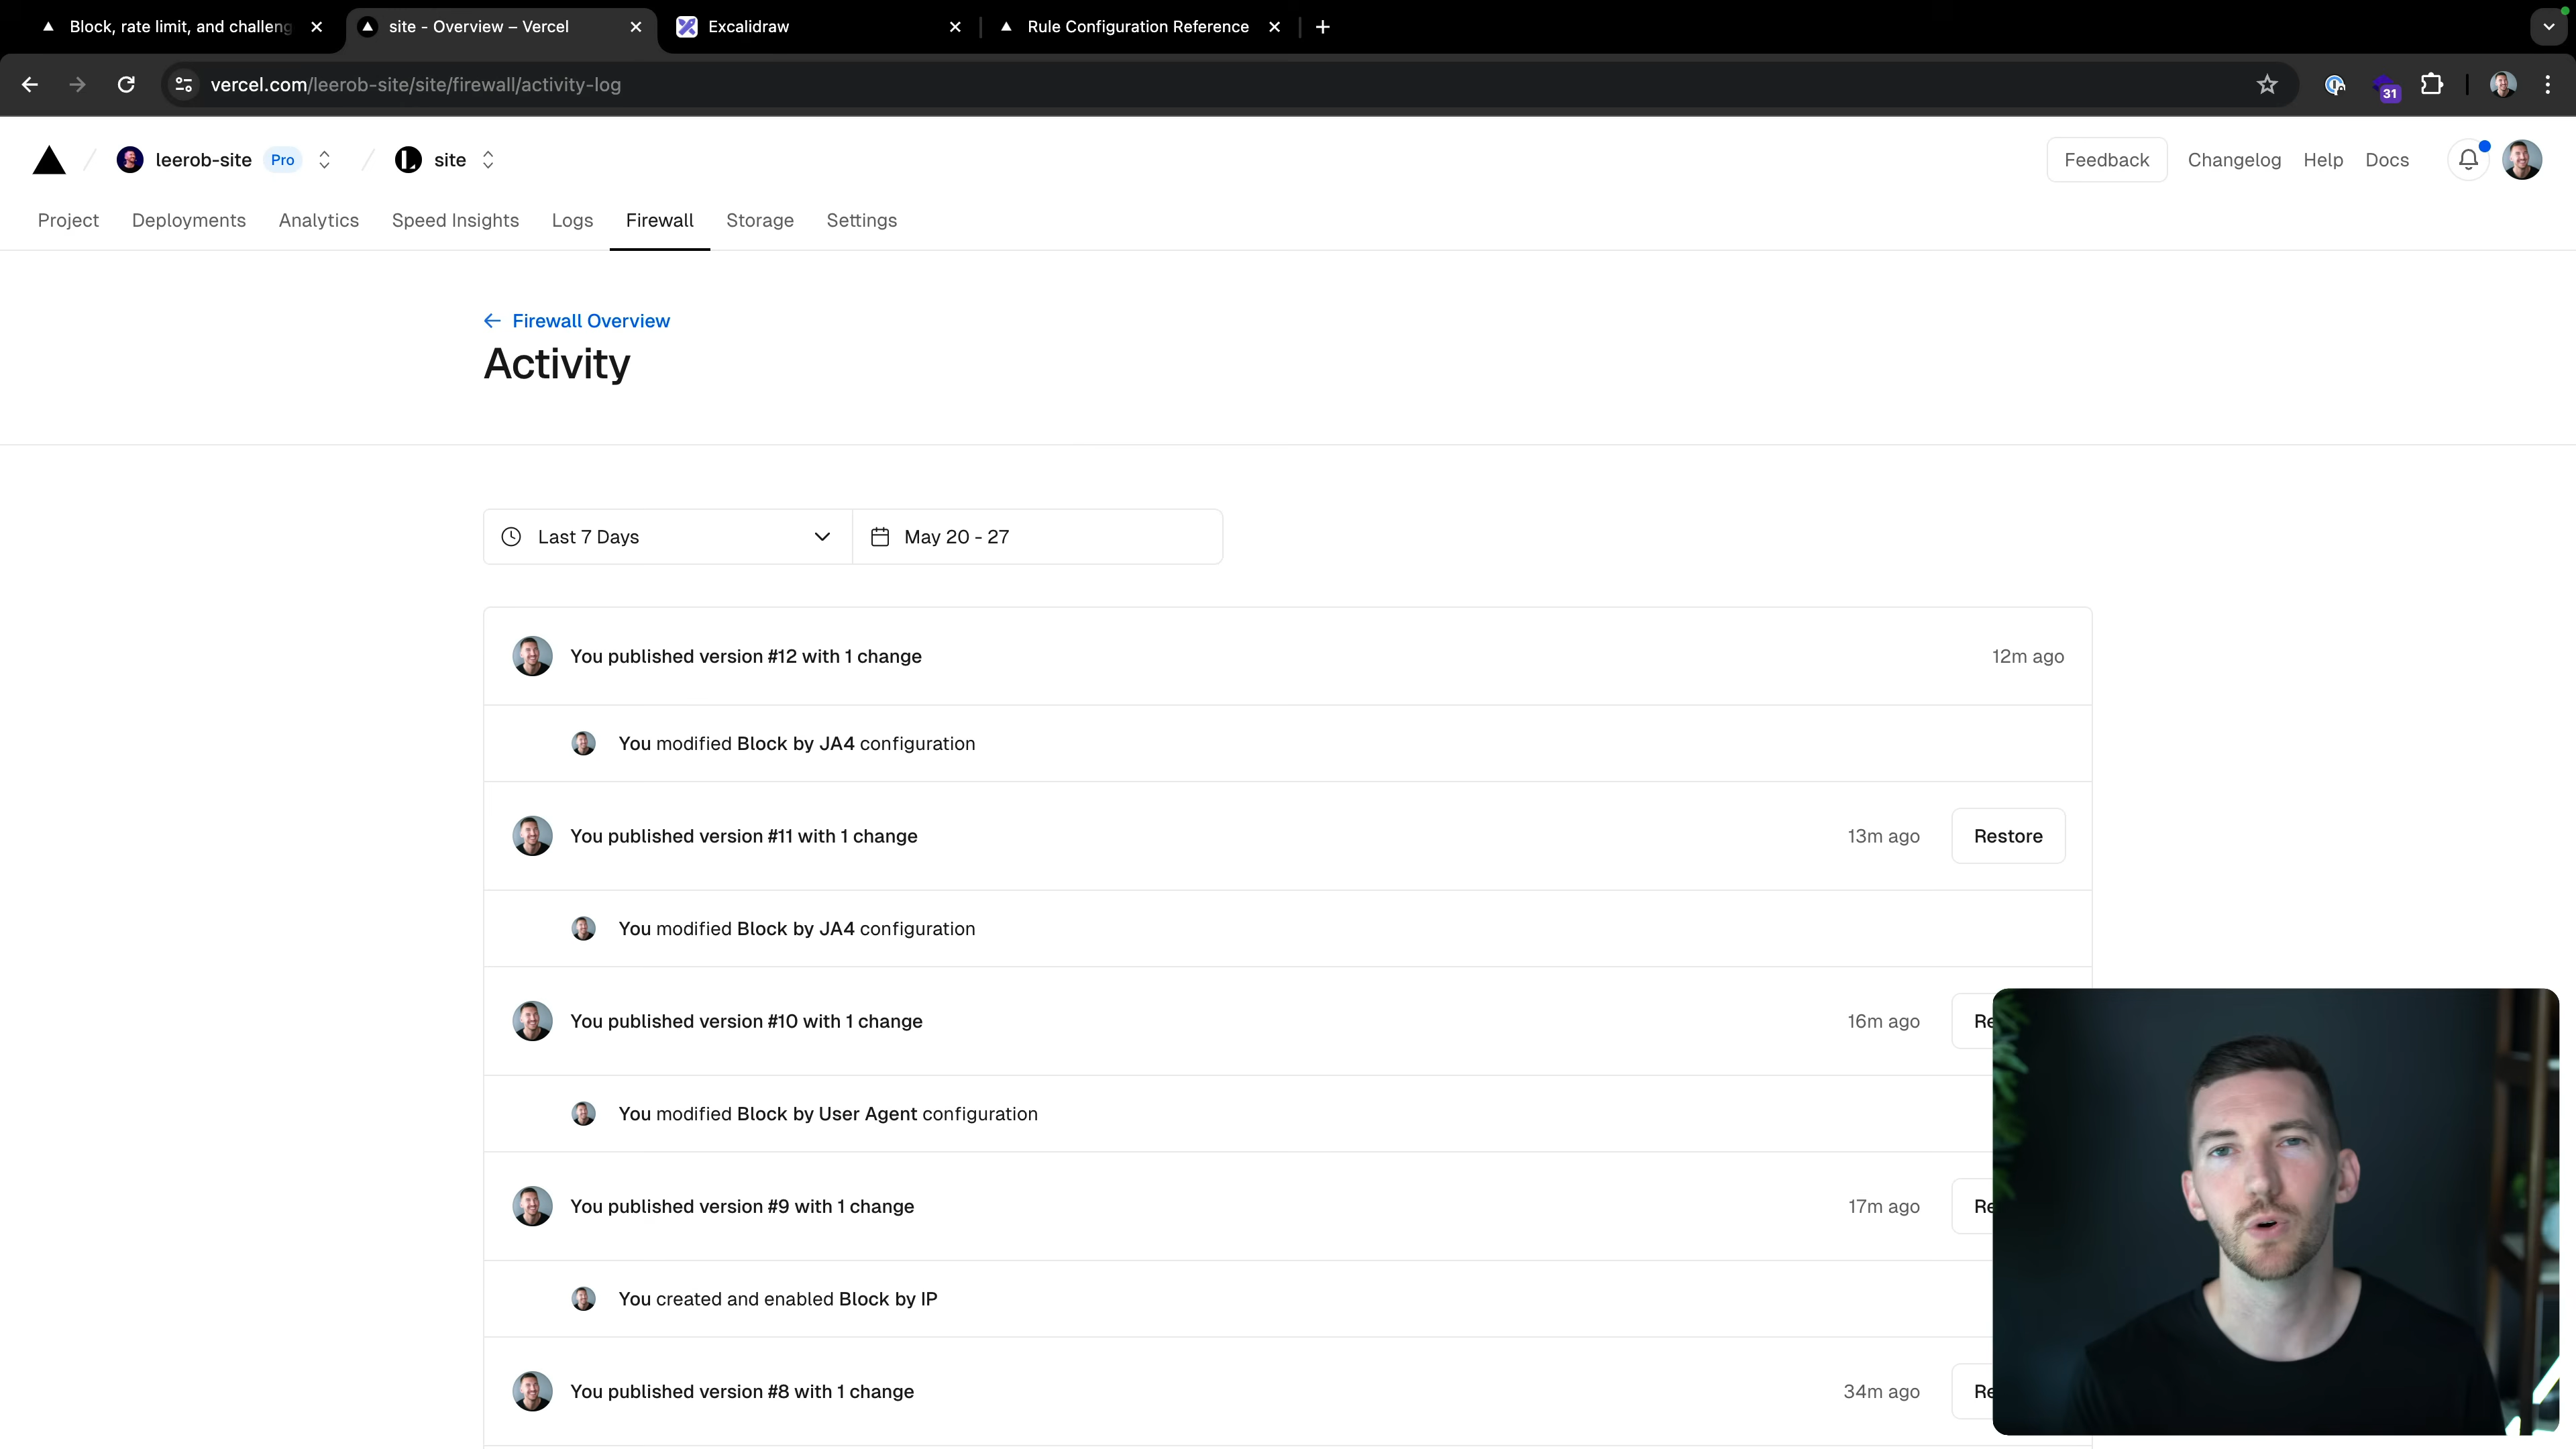 Block, rate limit, and challeng
site - Overview – Vercel
Excalidraw
Rule Configuration Reference
vercel.com/leerob-site/site/firewall/activity-log
31
leerob-site Pro
site
Feedback
Changelog
Help
Docs
Project
Deployments
Analytics
Speed Insights
Logs
Firewall
Storage
Settings
Firewall Overview
Activity
Last 7 Days
May 20 - 27
You published version #12 with 1 change
12m ago
You modified Block by JA4 configuration
You published version #11 with 1 change
13m ago
Restore
You modified Block by JA4 configuration
You published version #10 with 1 change
16m ago
Re
You modified Block by User Agent configuration
You published version #9 with 1 change
17m ago
Re
You created and enabled Block by IP
You published version #8 with 1 change
34m ago
Re